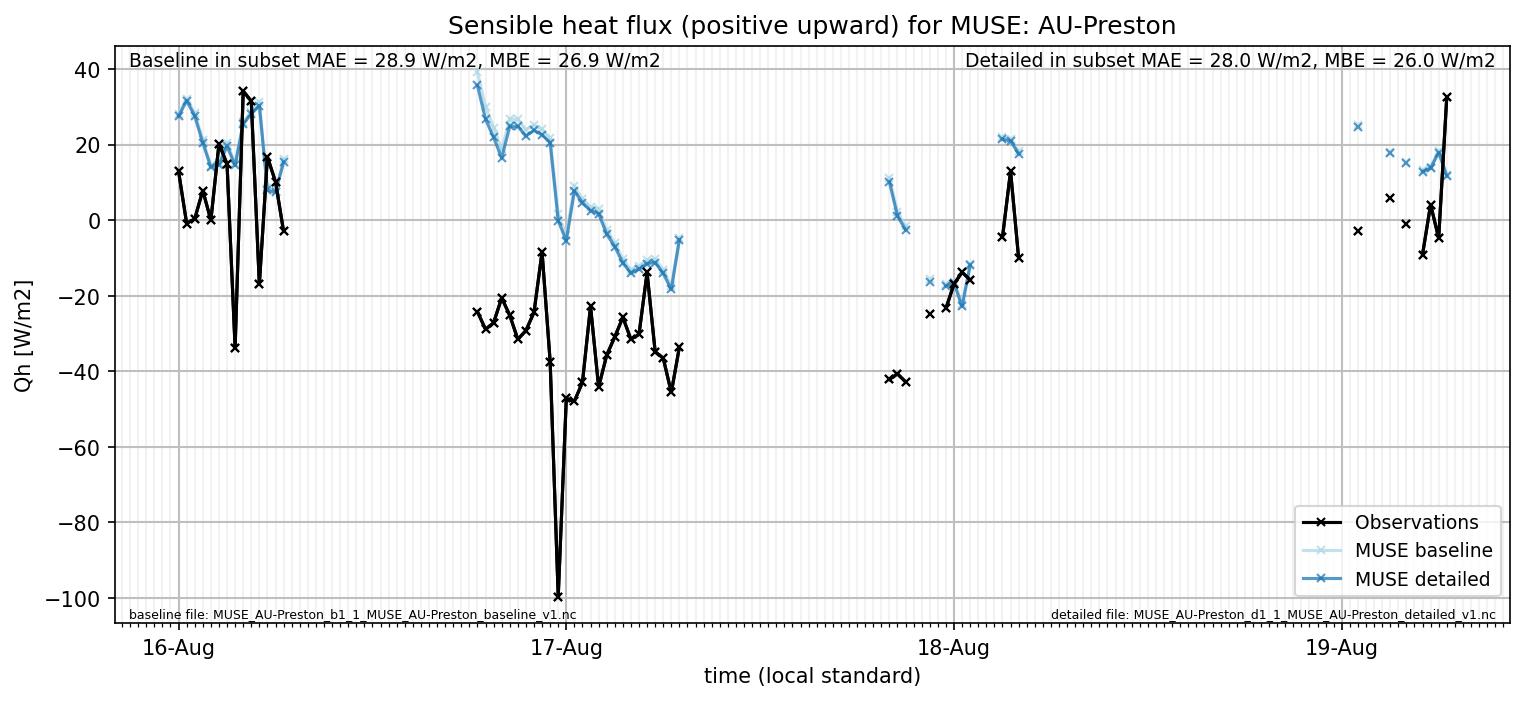 Sensible heat flux (positive upward) for MUSE: AU-Preston
Baseline in subset MAE = 28.9 W/m2, MBE = 26.9 W/m2
Detailed in subset MAE = 28.0 W/m2, MBE = 26.0 W/m2
40
20
0
−20
−40
−60
−80
−100
Qh [W/m2]
Observations
MUSE baseline
MUSE detailed
baseline file: MUSE_AU-Preston_b1_1_MUSE_AU-Preston_baseline_v1.nc
detailed file: MUSE_AU-Preston_d1_1_MUSE_AU-Preston_detailed_v1.nc
16-Aug
17-Aug
18-Aug
19-Aug
time (local standard)